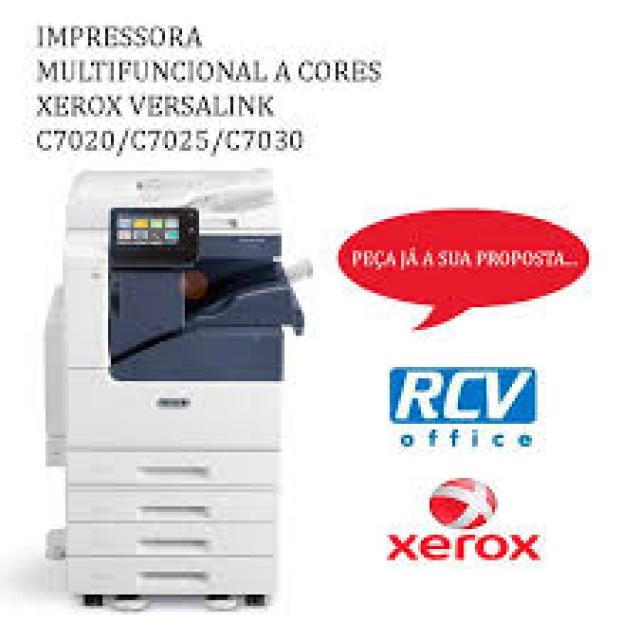 IMPRESSORA
MULTIFUNCIONAL A CORES
XEROX VERSALINK
C7020/C7025/C7030
PEÇA JÁ A SUA PROPOSTA...
RCV
office
xerox